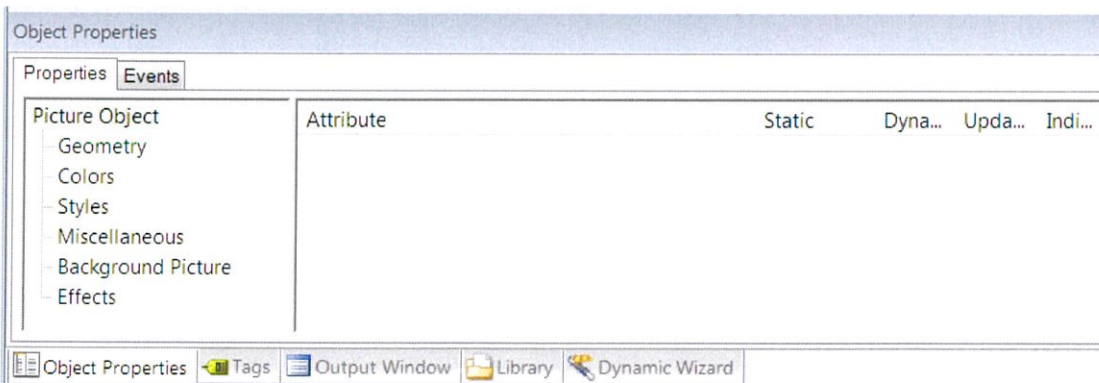 Object Properties
Properties Events
Picture Object
Geometry
Colors
Styles
Miscellaneous
Background Picture
Effects
Attribute Static Dyna... Upda... Indi...
Object Properties Tags Output Window Library Dynamic Wizard